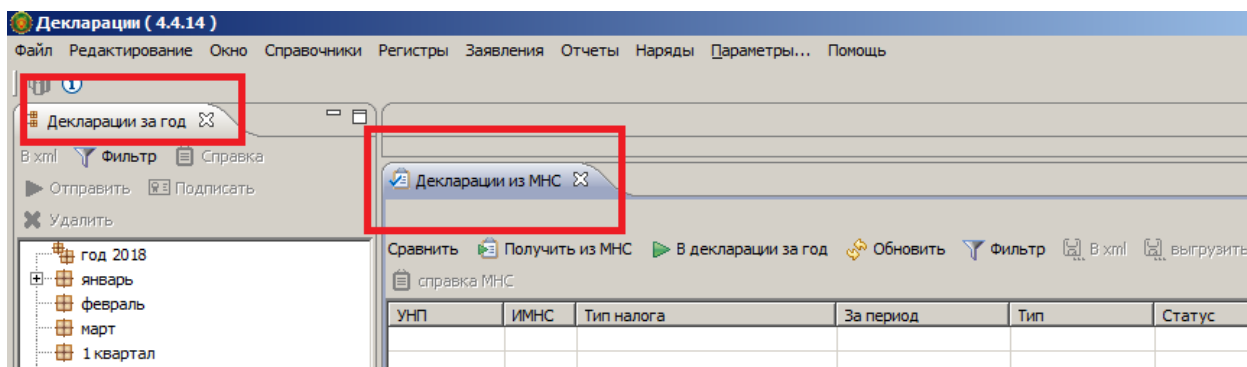 Декларации ( 4.4.14 )
Файл Редактирование Окно Справочники Регистры Заявления Отчеты Наряды Параметры... Помощь
Декларации за год
В xml Фильтр Справка
Отправить Подписать
Удалить
год 2018
январь
февраль
март
1 квартал
Декларации из МНС
Сравнить Получить из МНС В декларации за год Обновить Фильтр В xml выгрузить
справка МНС
УНП ИМНС Тип налога За период Тип Статус